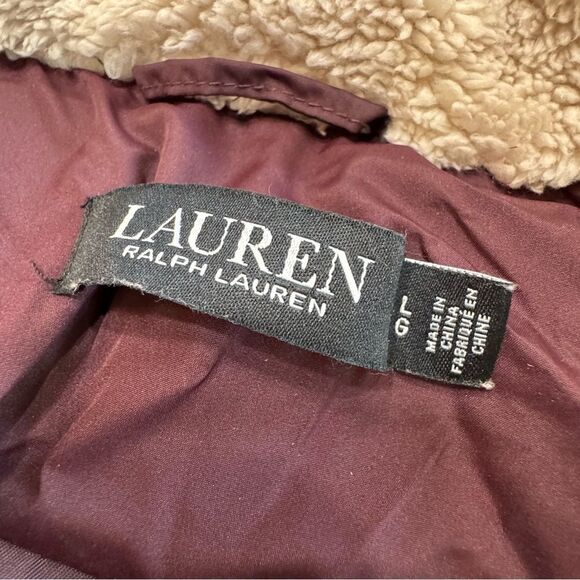 LAUREN
RALPH LAUREN
L
G
MADE IN
CHINA
FABRIQUÉ EN
CHINE